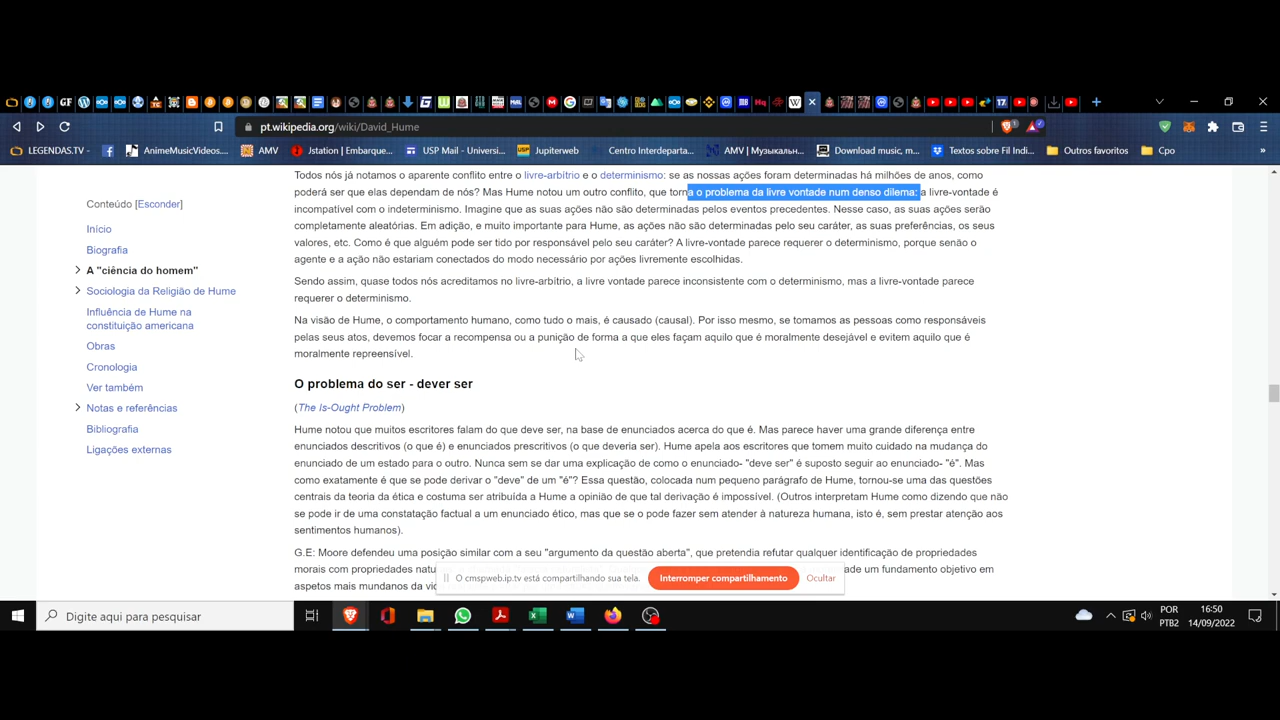 pt.wikipedia.org/wiki/David_Hume
LEGENDAS.TV - AnimeMusicVideos... AMV Jstation | Embarque... USP Mail - Universi... Jupiterweb Centro Interdeparta... AMV | Музыкальн... Download music, m... Textos sobre Fil Indi... Outros favoritos Cpo
Conteúdo [Esconder]
Início
Biografia
A "ciência do homem"
Sociologia da Religião de Hume
Influência de Hume na
constituição americana
Obras
Cronologia
Ver também
Notas e referências
Bibliografia
Ligações externas
Todos nós já notamos o aparente conflito entre o livre-arbítrio e o determinismo: se as nossas ações foram determinadas há milhões de anos, como
poderá ser que elas dependam de nós? Mas Hume notou um outro conflito, que torna o problema da livre vontade num denso dilema: a livre-vontade é
incompatível com o indeterminismo. Imagine que as suas ações não são determinadas pelos eventos precedentes. Nesse caso, as suas ações serão
completamente aleatórias. Em adição, e muito importante para Hume, as ações não são determinadas pelo seu caráter, as suas preferências, os seus
valores, etc. Como é que alguém pode ser tido por responsável pelo seu caráter? A livre-vontade parece requerer o determinismo, porque senão o
agente e a ação não estariam conectados do modo necessário por ações livremente escolhidas.
Sendo assim, quase todos nós acreditamos no livre-arbítrio, a livre vontade parece inconsistente com o determinismo, mas a livre-vontade parece
requerer o determinismo.
Na visão de Hume, o comportamento humano, como tudo o mais, é causado (causal). Por isso mesmo, se tomamos as pessoas como responsáveis
pelas seus atos, devemos focar a recompensa ou a punição de forma a que eles façam aquilo que é moralmente desejável e evitem aquilo que é
moralmente repreensível.
O problema do ser - dever ser
(The Is-Ought Problem)
Hume notou que muitos escritores falam do que deve ser, na base de enunciados acerca do que é. Mas parece haver uma grande diferença entre
enunciados descritivos (o que é) e enunciados prescritivos (o que deveria ser). Hume apela aos escritores que tomem muito cuidado na mudança do
enunciado de um estado para o outro. Nunca sem se dar uma explicação de como o enunciado- "deve ser" é suposto seguir ao enunciado- "é". Mas
como exatamente é que se pode derivar o "deve" de um "é"? Essa questão, colocada num pequeno parágrafo de Hume, tornou-se uma das questões
centrais da teoria da ética e costuma ser atribuída a Hume a opinião de que tal derivação é impossível. (Outros interpretam Hume como dizendo que não
se pode ir de uma constatação factual a um enunciado ético, mas que se o pode fazer sem atender à natureza humana, isto é, sem prestar atenção aos
sentimentos humanos).
G.E: Moore defendeu uma posição similar com a seu "argumento da questão aberta", que pretendia refutar qualquer identificação de propriedades
morais com propriedades natu ade um fundamento objetivo em
aspetos mais mundanos da vi
O cmspweb.ip.tv está compartilhando sua tela. Interromper compartilhamento Ocultar
Digite aqui para pesquisar
POR 16:50
PTB2 14/09/2022